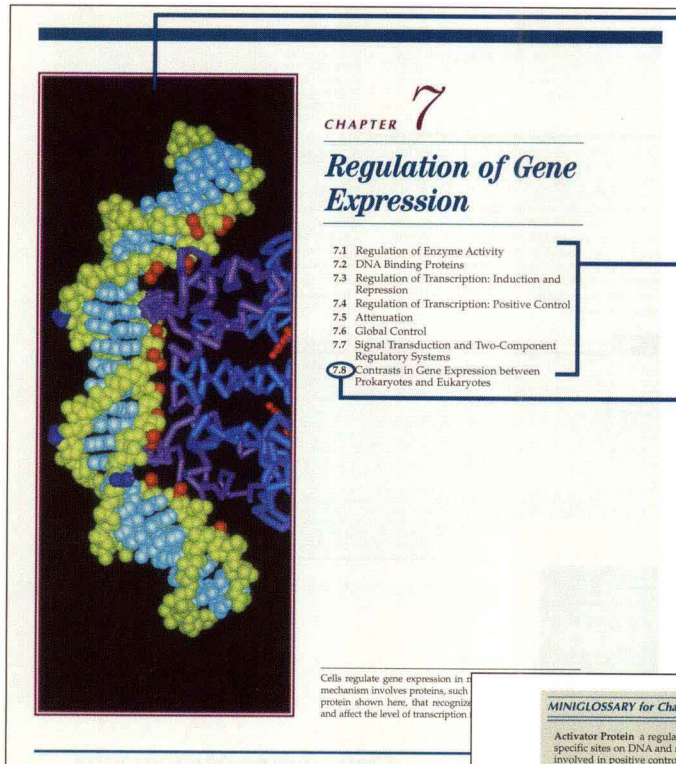 CHAPTER 7
Regulation of Gene
Expression
7.1 Regulation of Enzyme Activity
7.2 DNA Binding Proteins
7.3 Regulation of Transcription: Induction and
Repression
7.4 Regulation of Transcription: Positive Control
7.5 Attenuation
7.6 Global Control
7.7 Signal Transduction and Two-Component
Regulatory Systems
7.8 Contrasts in Gene Expression between
Prokaryotes and Eukaryotes
Cells regulate gene expression in
mechanism involves proteins, such
protein shown here, that recognize
and affect the level of transcription
MINIGLOSSARY for Cha
Activator Protein a regula
specific sites on DNA and
involved in positive control